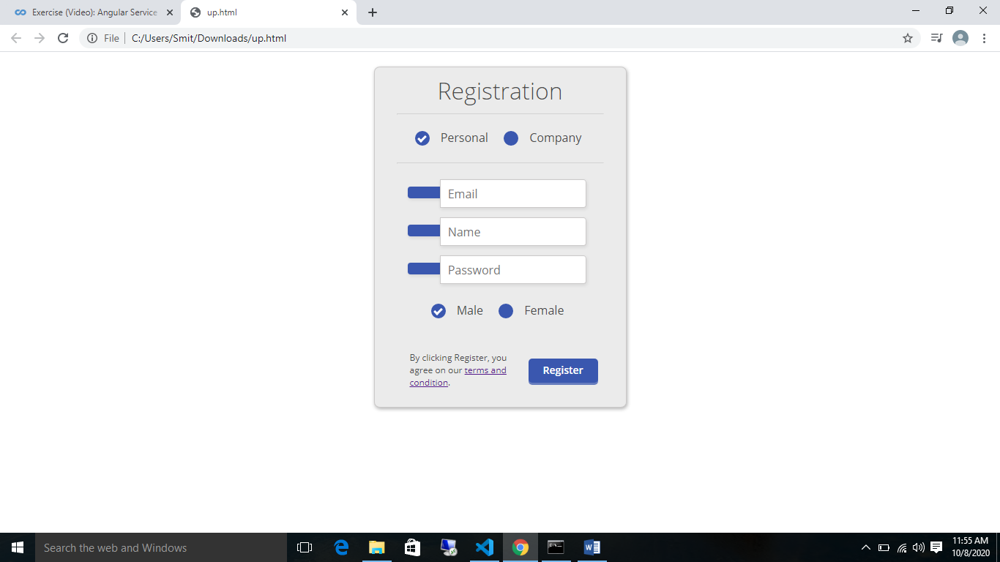 Exercise (Video): Angular Service
up.html
File C:/Users/Smit/Downloads/up.html
Registration
Personal Company
Email
Name
Password
Male Female
By clicking Register, you
agree on our terms and
condition.
Register
Search the web and Windows
11:55 AM
10/8/2020